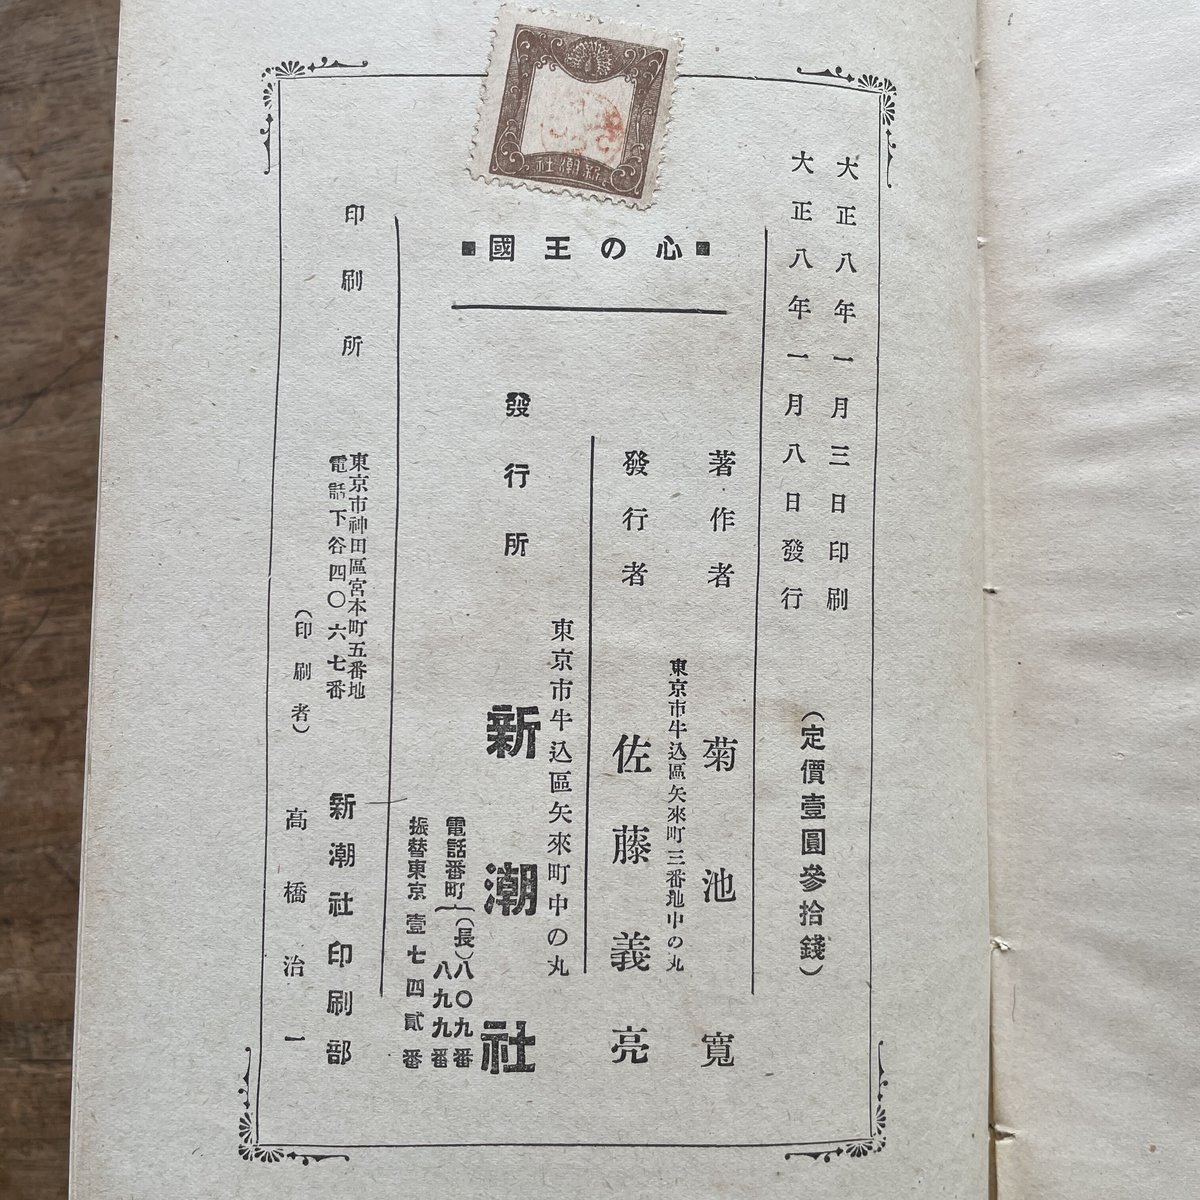 新潮社
大正八年一月三日印刷
大正八年一月八日發行
(定價壹圓參拾錢)
■心の王國■
著作者 菊池寬
東京市牛込區矢來町三番地中の丸
發行者 佐藤義亮
東京市牛込區矢來町中の丸
發行所 新潮社
電話番町{(長)八〇九番
八九九番
振替東京壹七四貳番
印刷所 東京市神田區宮本町五番地
電話下谷四〇六七番
新潮社印刷部
(印刷者) 高橋治一